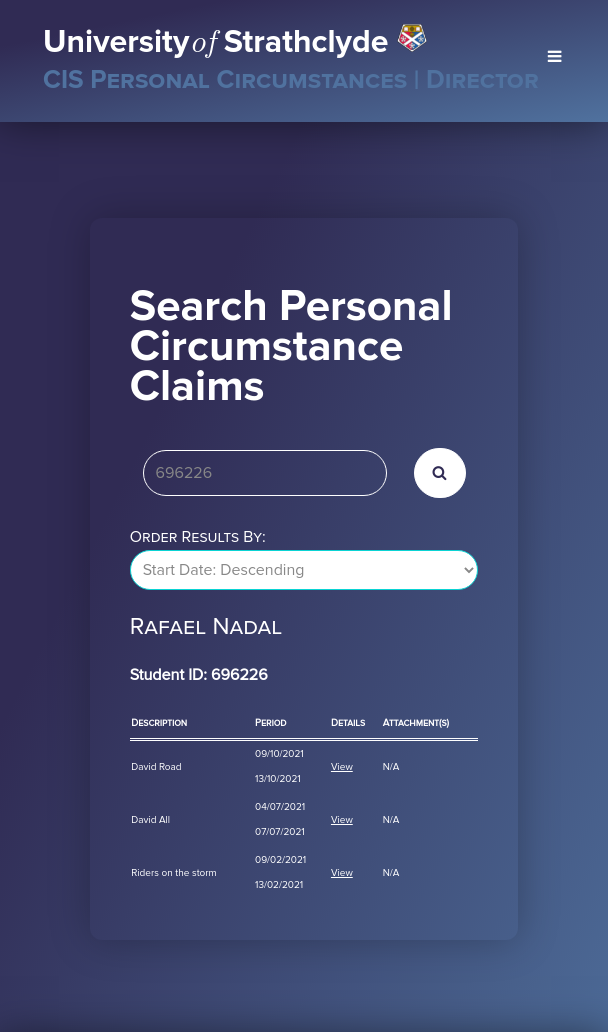 University of Strathclyde
CIS Personal Circumstances | Director
Search Personal
Circumstance
Claims
696226
Order Results By:
Start Date: Descending
Rafael Nadal
Student ID: 696226
Description Period Details Attachment(s)
09/10/2021
David Road View N/A
13/10/2021
04/07/2021
David All View N/A
07/07/2021
09/02/2021
Riders on the storm View N/A
13/02/2021